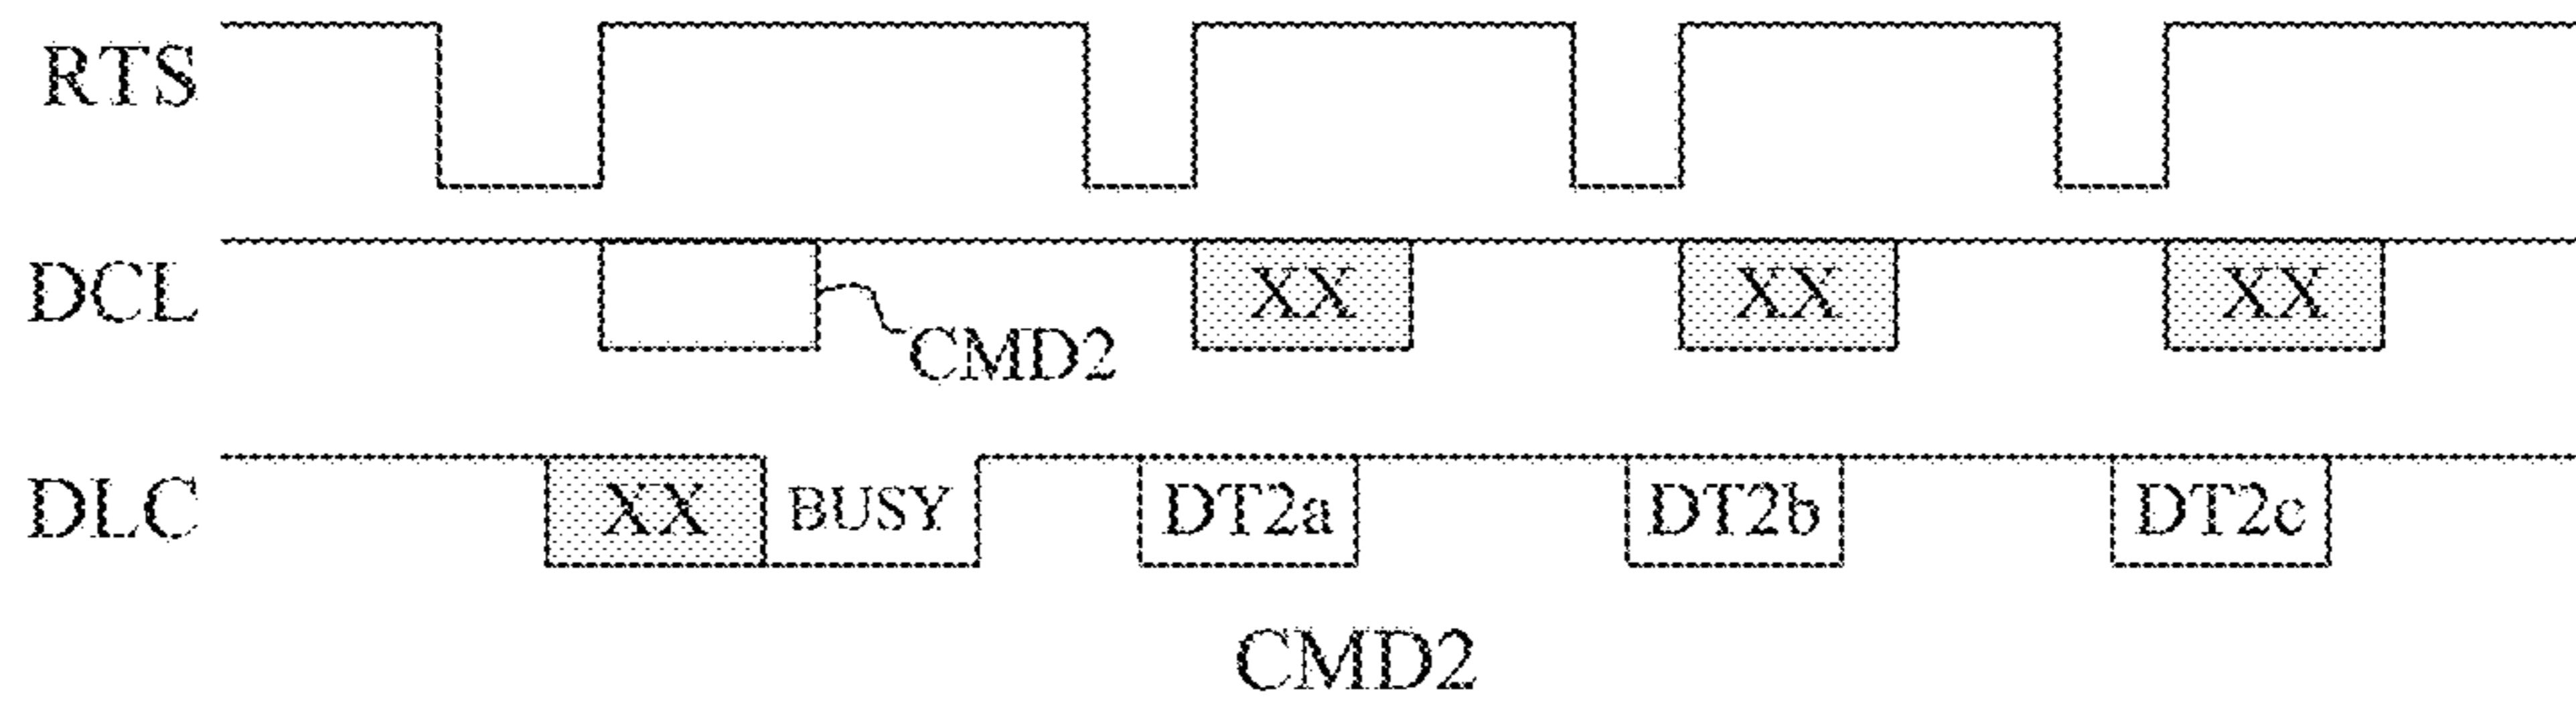 RTS
DCL XX XX XX
CMD2
DLC XX BUSY DT2a DT2b DT2c
CMD2